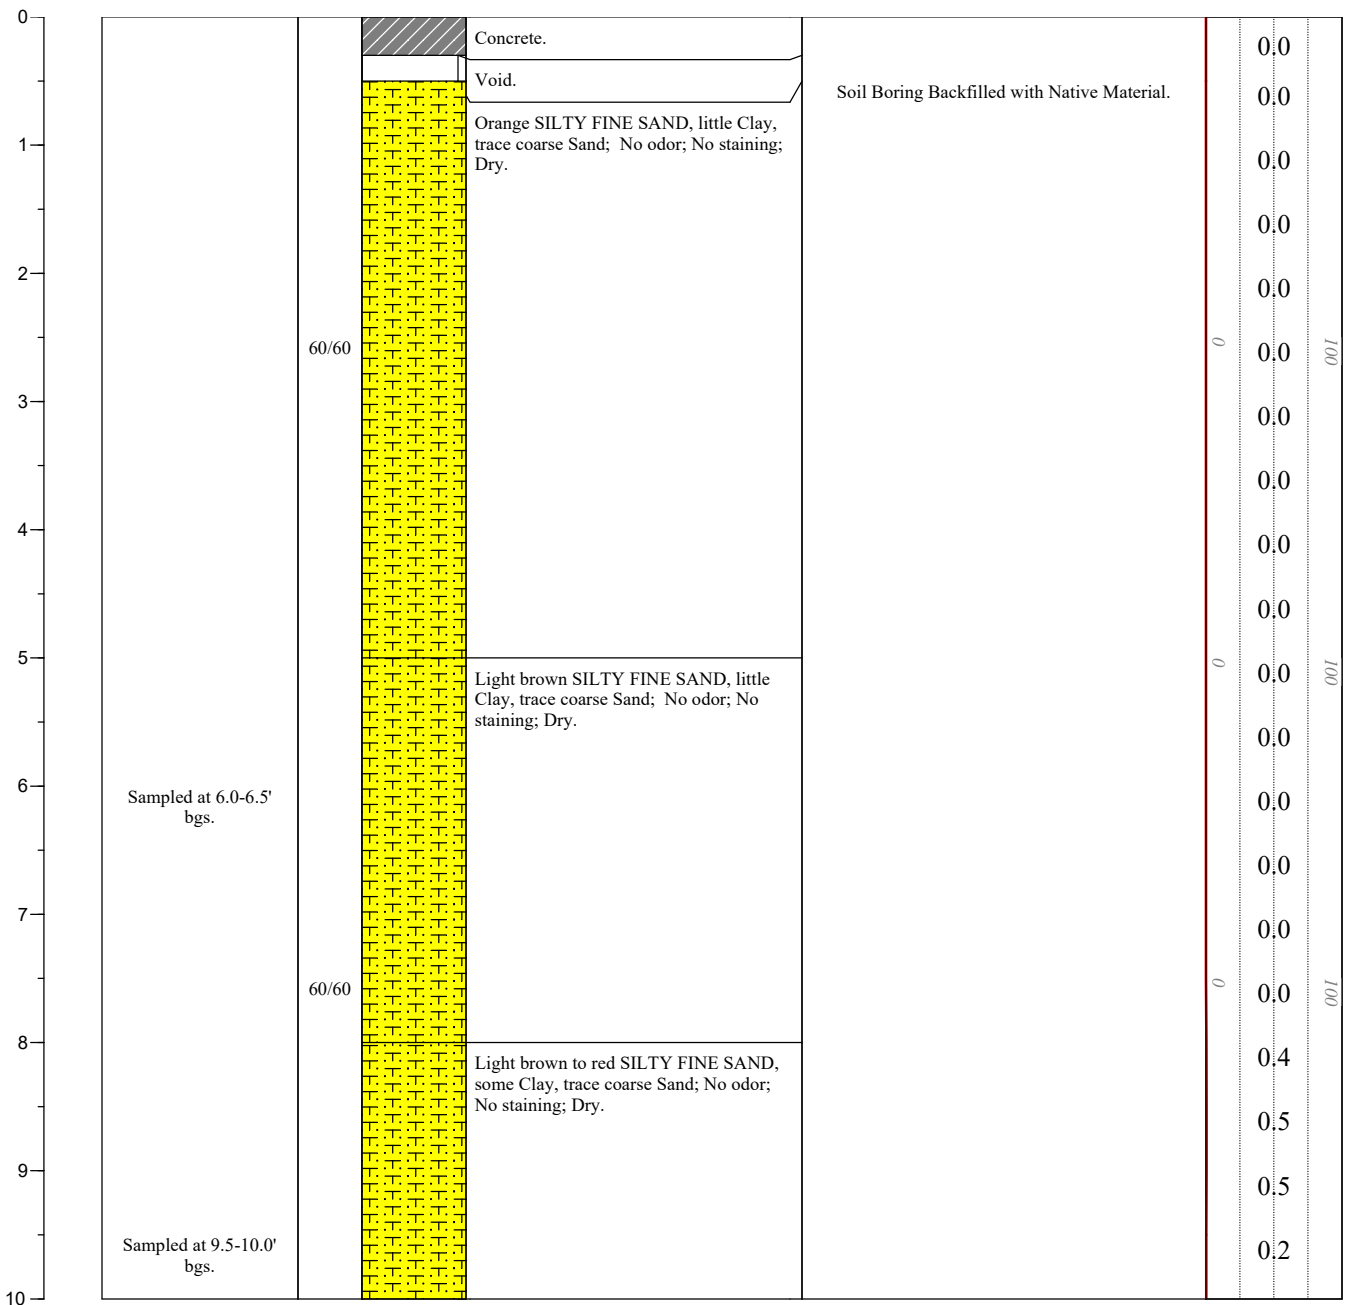 0
1
2
3
4
5
6
7
8
9
10
Sampled at 6.0-6.5'
bgs.
Sampled at 9.5-10.0'
bgs.
60/60
60/60
Concrete.
Void.
Orange SILTY FINE SAND, little Clay,
trace coarse Sand;  No odor; No staining;
Dry.
Light brown SILTY FINE SAND, little
Clay, trace coarse Sand;  No odor; No
staining; Dry.
Light brown to red SILTY FINE SAND,
some Clay, trace coarse Sand; No odor;
No staining; Dry.
Soil Boring Backfilled with Native Material.
0.0
0.0
0.0
0.0
0.0
0 0.0 100
0.0
0.0
0.0
0.0
0 0.0 100
0.0
0.0
0.0
0.0
0 0.0 100
0.4
0.5
0.5
0.2